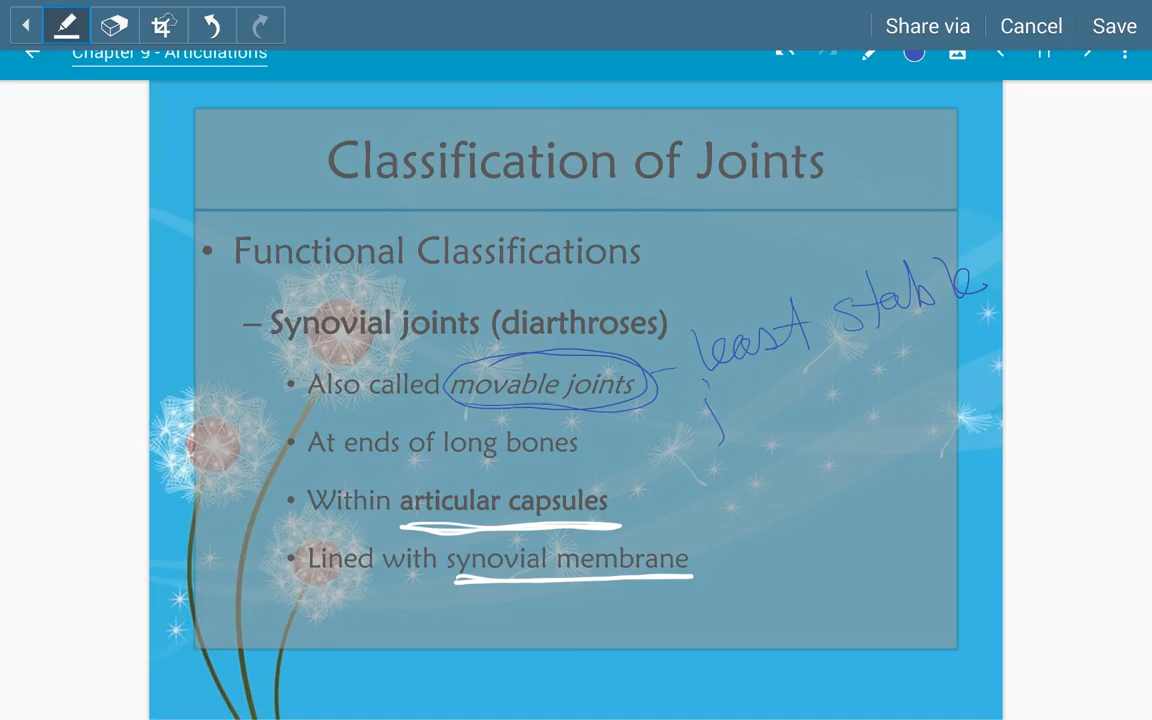 Share via Cancel Save
Chapter 9 - Articulations 11
Classification of Joints
• Functional Classifications
– Synovial joints (diarthroses)
• Also called movable joints - least stable
j
• At ends of long bones
• Within articular capsules
• Lined with synovial membrane